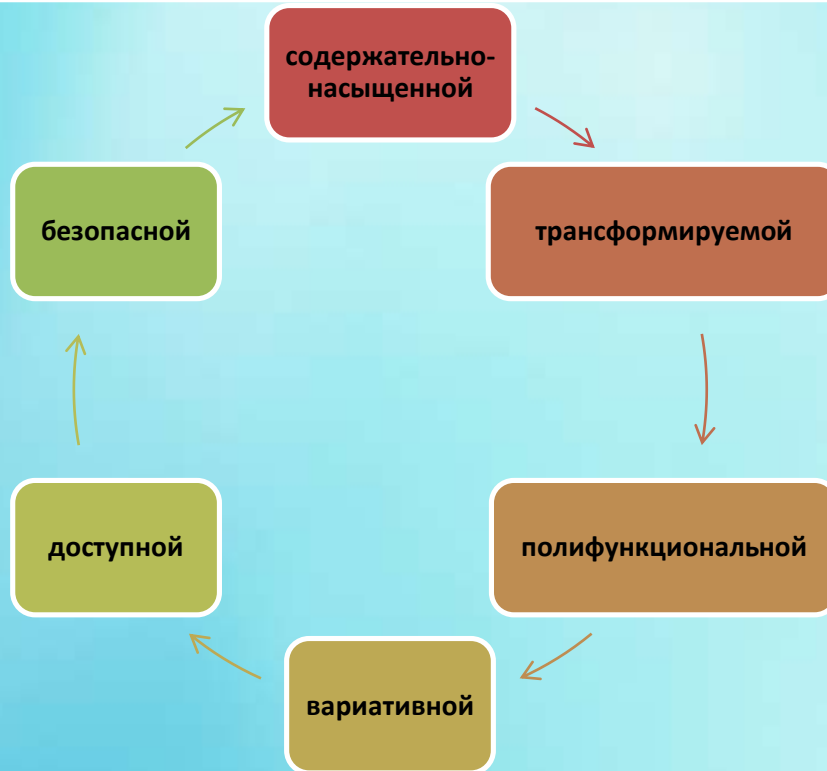 содержательно-
насыщенной
трансформируемой
полифункциональной
вариативной
доступной
безопасной